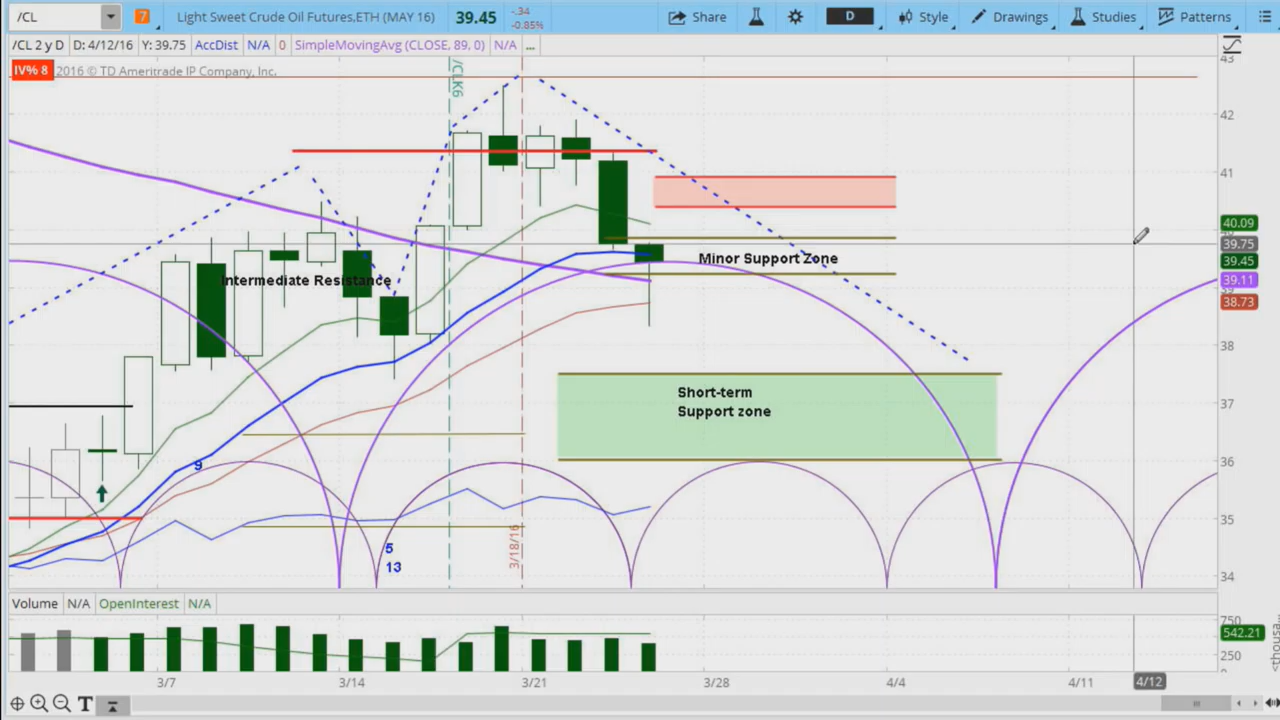 /CL 7 Light Sweet Crude Oil Futures,ETH (MAY 16) 39.45 -.34 -0.85% Share D Style Drawings Studies Patterns
/CL 2 y D D: 4/12/16 Y: 39.75 AccDist N/A 0 SimpleMovingAvg (CLOSE, 89, 0) N/A ...
IV% 8 2016 © TD Ameritrade IP Company, Inc.
/CLK6
43
42
41
40.09
39.75
39.45
39.11
38.73
39
38
37
36
35
34
Minor Support Zone
Intermediate Resistance
Short-term
Support zone
9
5
13
3/18/16
Volume N/A OpenInterest N/A
750
542.21
250
<thousa...
3/7 3/14 3/21 3/28 4/4 4/11 4/12
T